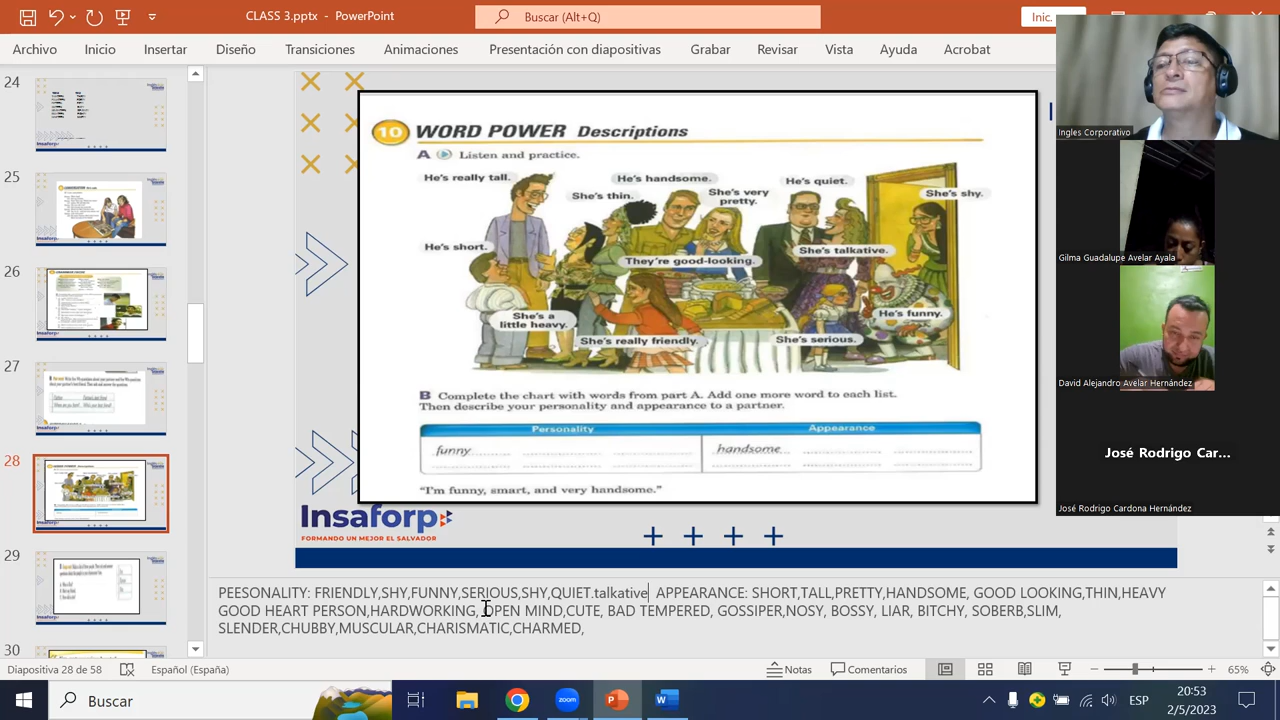 CLASS 3.pptx - PowerPoint
Buscar (Alt+Q)
Inic.
Archivo Inicio Insertar Diseño Transiciones Animaciones Presentación con diapositivas Grabar Revisar Vista Ayuda Acrobat
24
25
26
27
28
29
30
10 WORD POWER Descriptions
A Listen and practice.
He's really tall.
He's handsome.
He's quiet.
She's thin.
She's very
pretty.
She's shy.
He's short.
She's talkative.
They're good-looking.
She's a
little heavy.
He's funny.
She's really friendly.
She's serious.
B Complete the chart with words from part A. Add one more word to each list.
Then describe your personality and appearance to a partner.
Personality Appearance
funny handsome
"I'm funny, smart, and very handsome."
Insaforp
FORMANDO UN MEJOR EL SALVADOR
PEESONALITY: FRIENDLY,SHY,FUNNY,SERIOUS,SHY,QUIET.talkative APPEARANCE: SHORT,TALL,PRETTY,HANDSOME, GOOD LOOKING,THIN,HEAVY
GOOD HEART PERSON,HARDWORKING, OPEN MIND,CUTE, BAD TEMPERED, GOSSIPER,NOSY, BOSSY, LIAR, BITCHY, SOBERB,SLIM,
SLENDER,CHUBBY,MUSCULAR,CHARISMATIC,CHARMED,
Ingles Corporativo
Gilma Guadalupe Avelar Ayala
David Alejandro Avelar Hernández
José Rodrigo Car...
José Rodrigo Cardona Hernández
Diapositiva 28 de 58 Español (España) Notas Comentarios 65%
Buscar ESP 20:53
2/5/2023